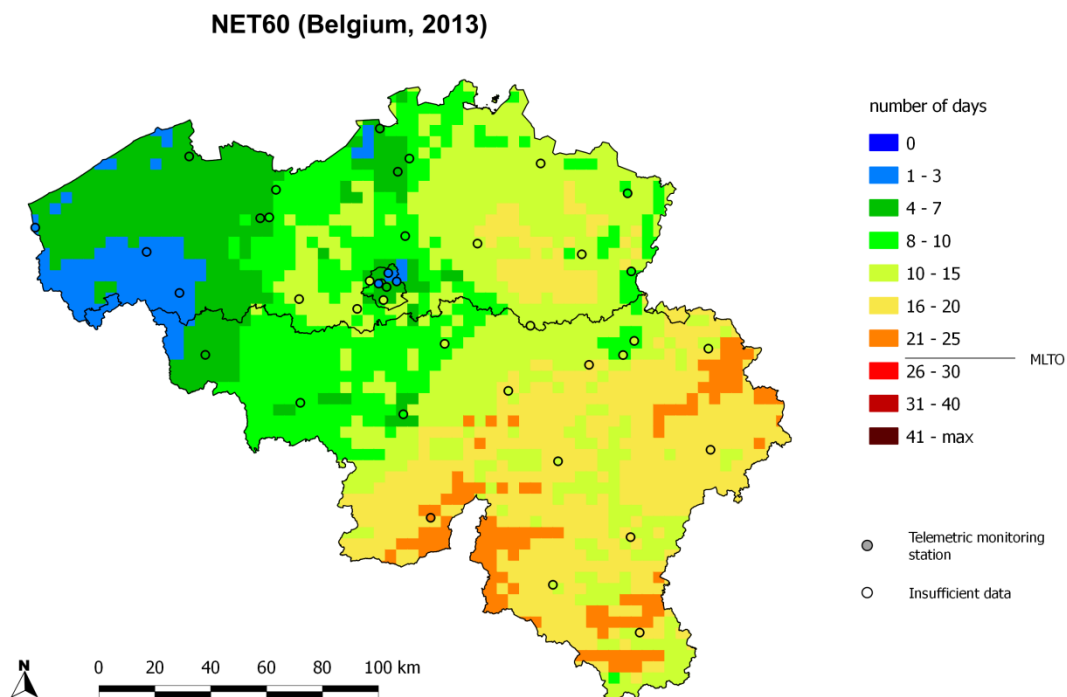 NET60 (Belgium, 2013)
number of days
0
1 - 3
4 - 7
8 - 10
10 - 15
16 - 20
21 - 25
MLTO
26 - 30
31 - 40
41 - max
Telemetric monitoring
station
Insufficient data
N
0 20 40 60 80 100 km